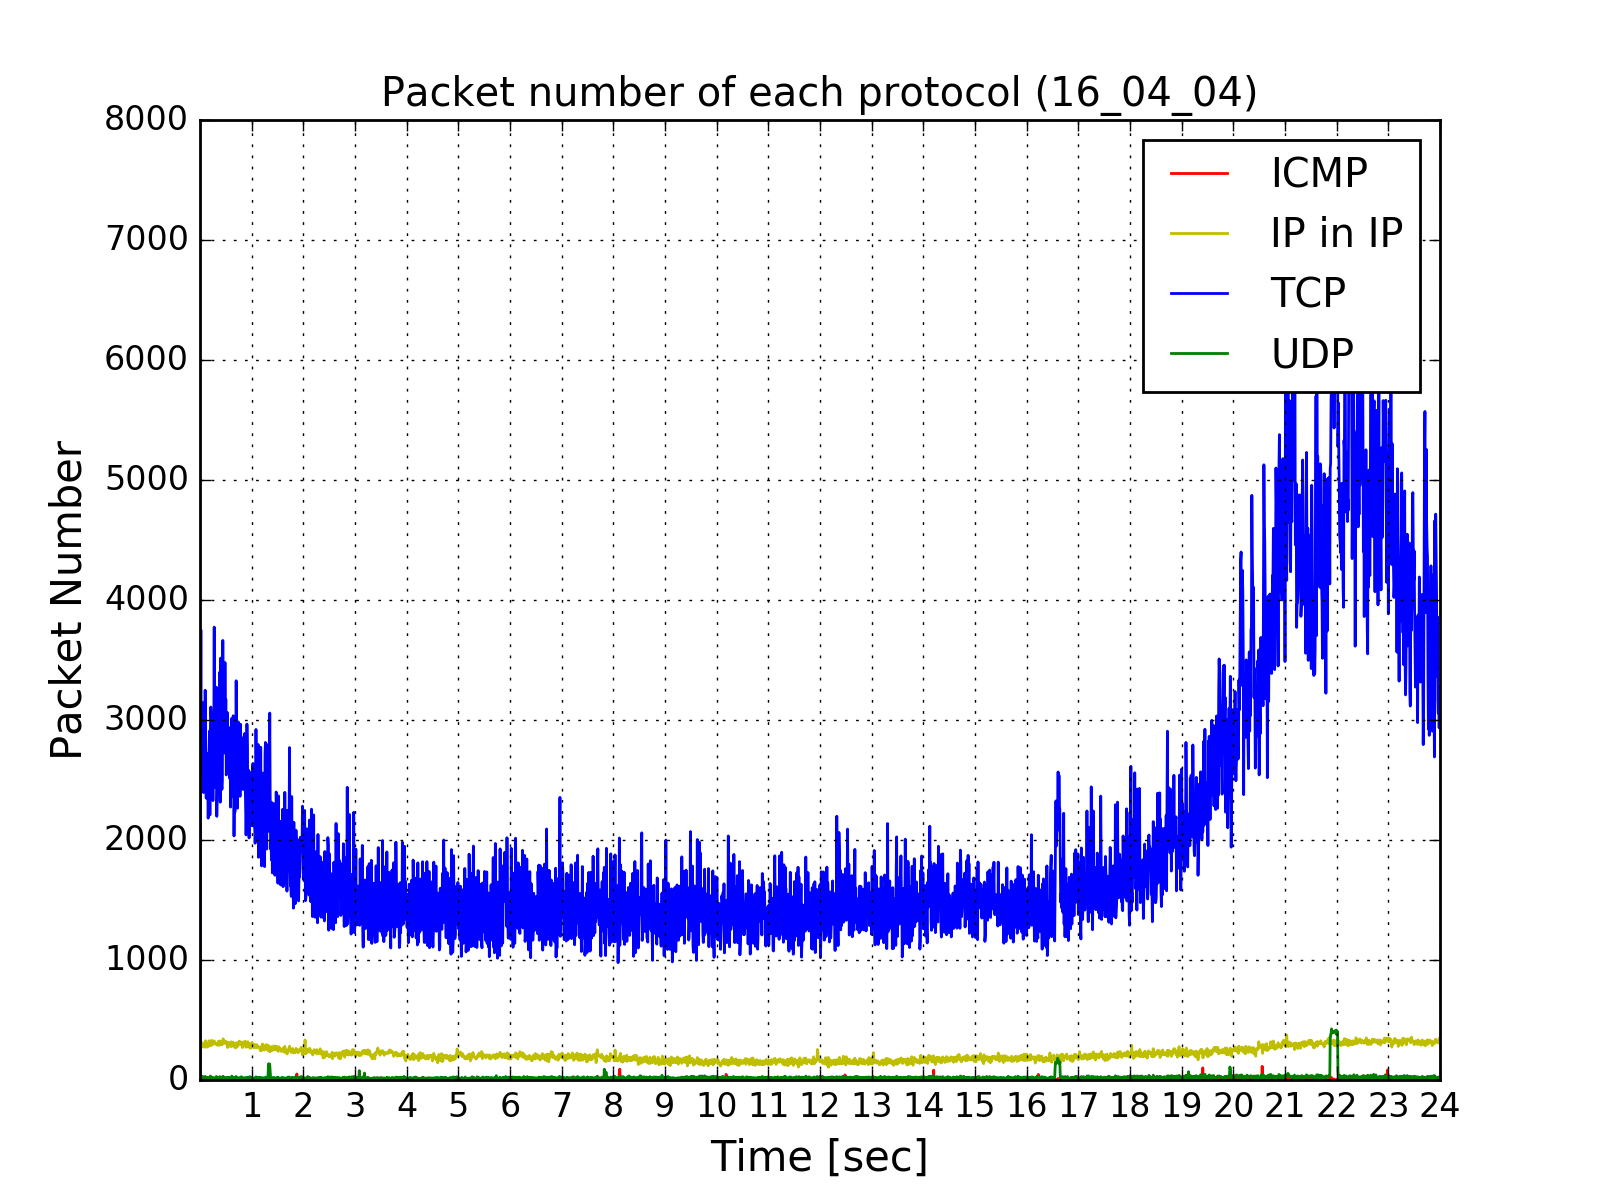 Packet number of each protocol (16_04_04)
8000
7000
6000
5000
4000
3000
2000
1000
0
Packet Number
ICMP
IP in IP
TCP
UDP
1 2 3 4 5 6 7 8 9 10 11 12 13 14 15 16 17 18 19 20 21 22 23 24
Time [sec]